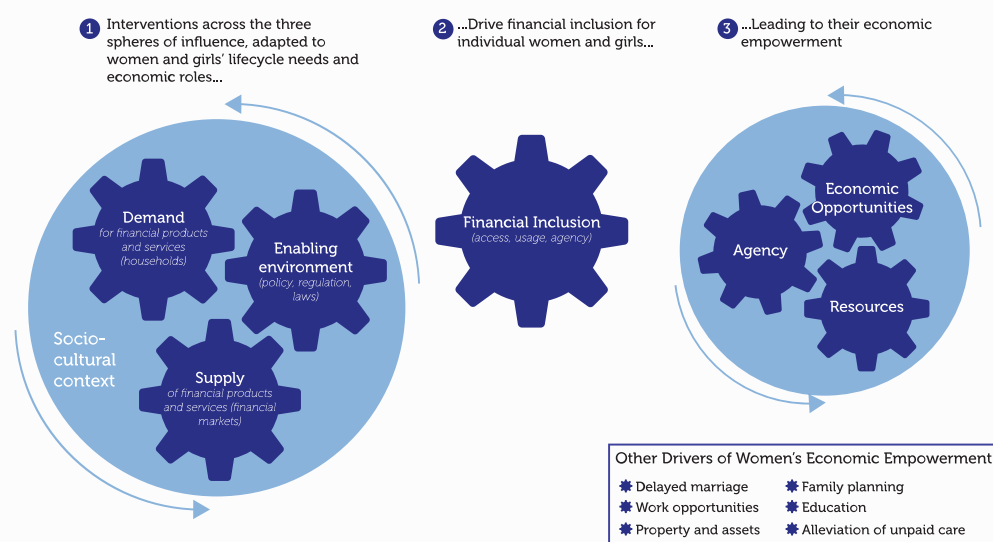 1 Interventions across the three
spheres of influence, adapted to
women and girls’ lifecycle needs and
economic roles...
2 ...Drive financial inclusion for
individual women and girls...
3 ...Leading to their economic
empowerment
Demand
for financial products
and services
(households)
Enabling
environment
(policy, regulation,
laws)
Socio-
cultural
context
Supply
of financial products
and services (financial
markets)
Financial Inclusion
(access, usage, agency)
Economic
Opportunities
Agency
Resources
Other Drivers of Women’s Economic Empowerment
Delayed marriage
Family planning
Work opportunities
Education
Property and assets
Alleviation of unpaid care